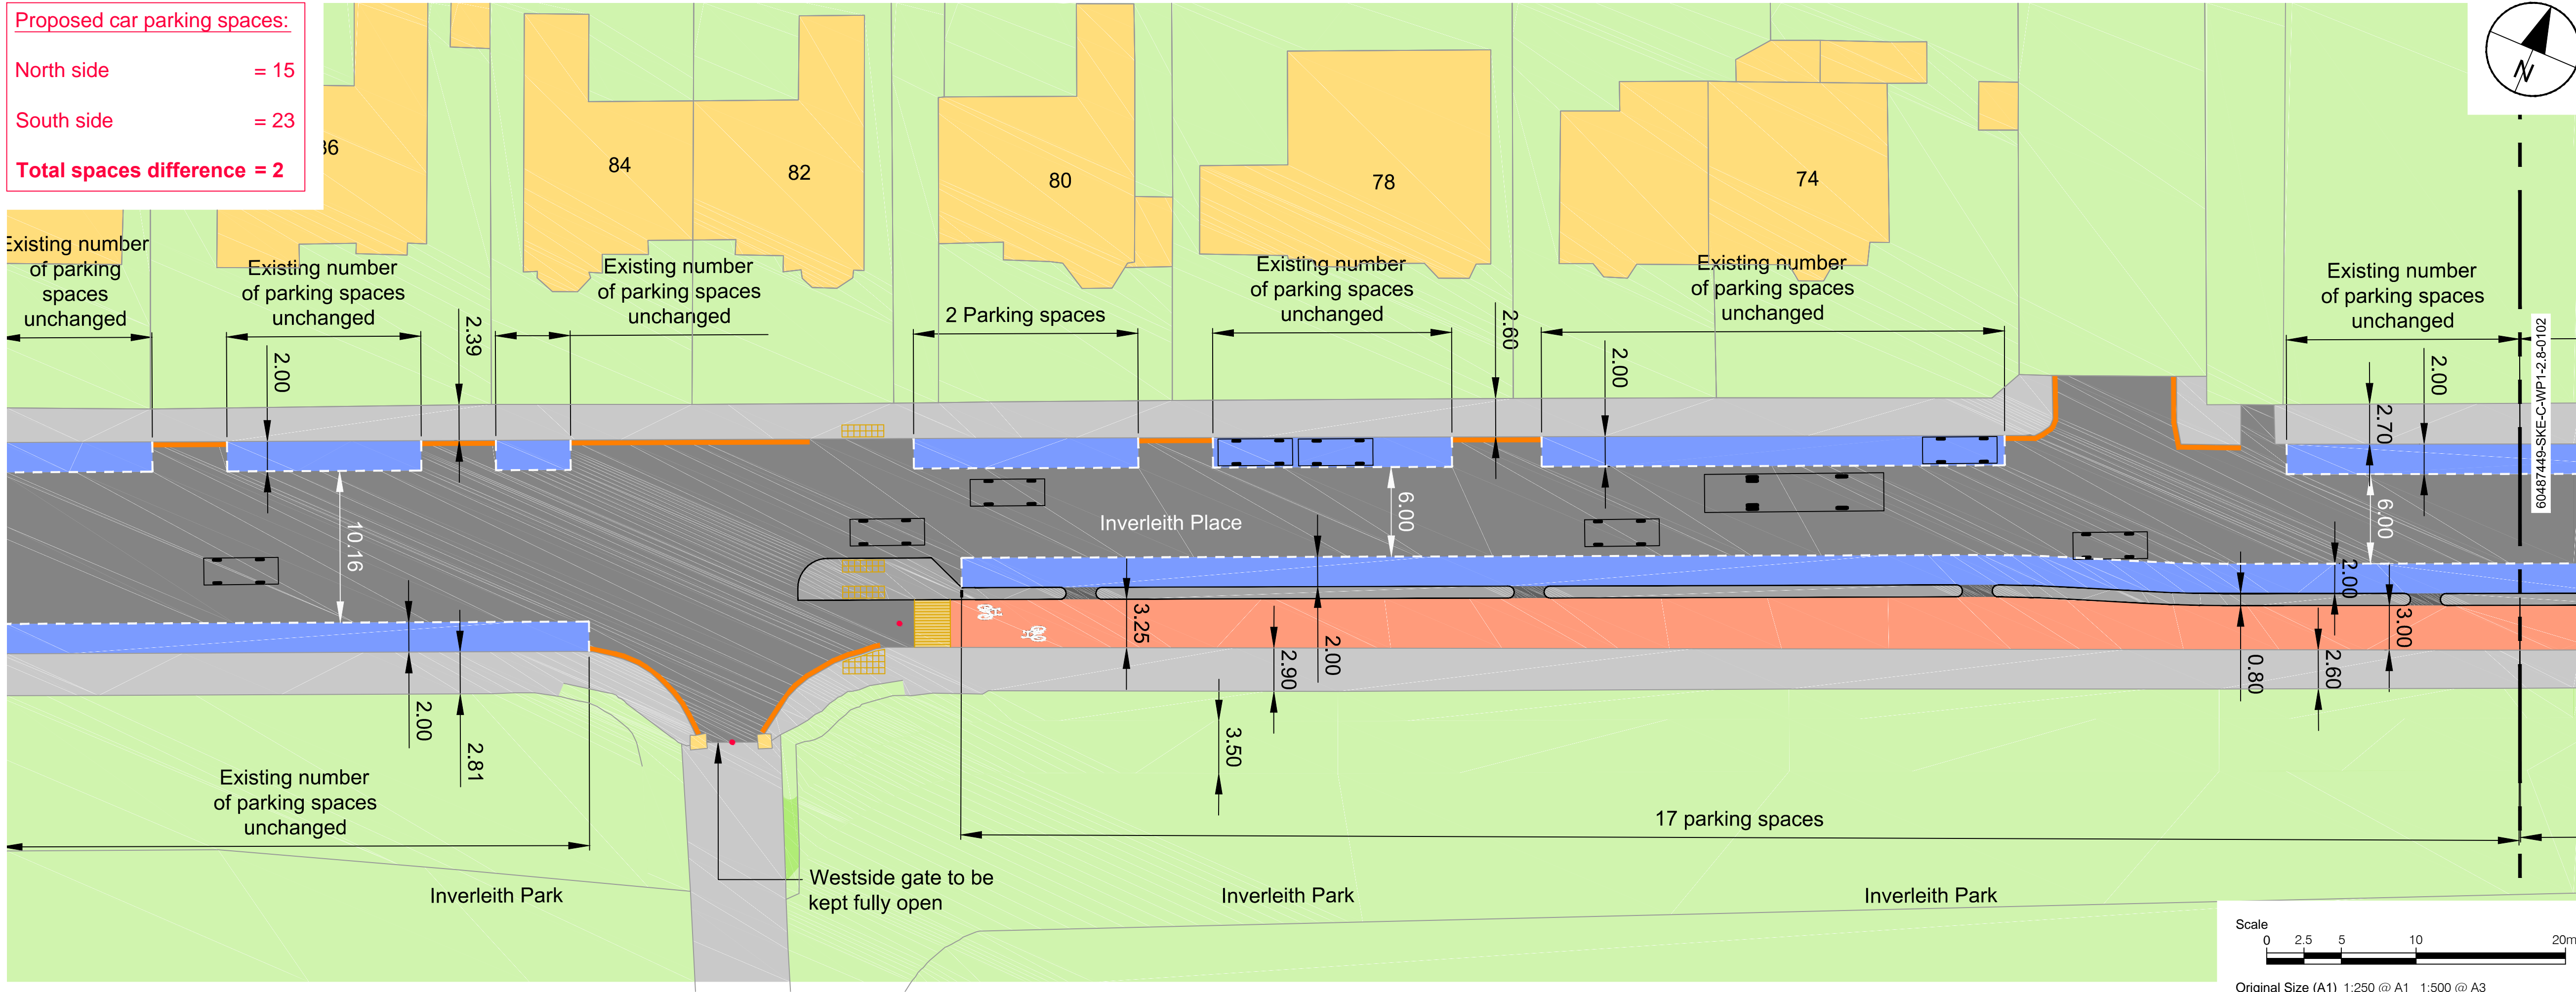 Proposed car parking spaces:
North side = 15
South side = 23
Total spaces difference = 2
N
84
82
80
78
74
Existing number
of parking
spaces
unchanged
Existing number
of parking spaces
unchanged
Existing number
of parking spaces
unchanged
2 Parking spaces
Existing number
of parking spaces
unchanged
Existing number
of parking spaces
unchanged
Existing number
of parking spaces
unchanged
2.00
2.39
2.60
2.00
2.70
2.00
60487449-SKE-C-WP1-2.8-0102
10.16
Inverleith Place
6.00
6.00
2.00
3.25
2.00
2.90
3.50
3.00
0.80
2.60
2.00
2.81
Existing number
of parking spaces
unchanged
17 parking spaces
Westside gate to be
kept fully open
Inverleith Park
Inverleith Park
Inverleith Park
Scale
0 2.5 5 10 20m
Original Size (A1) 1:250 @ A1 1:500 @ A3